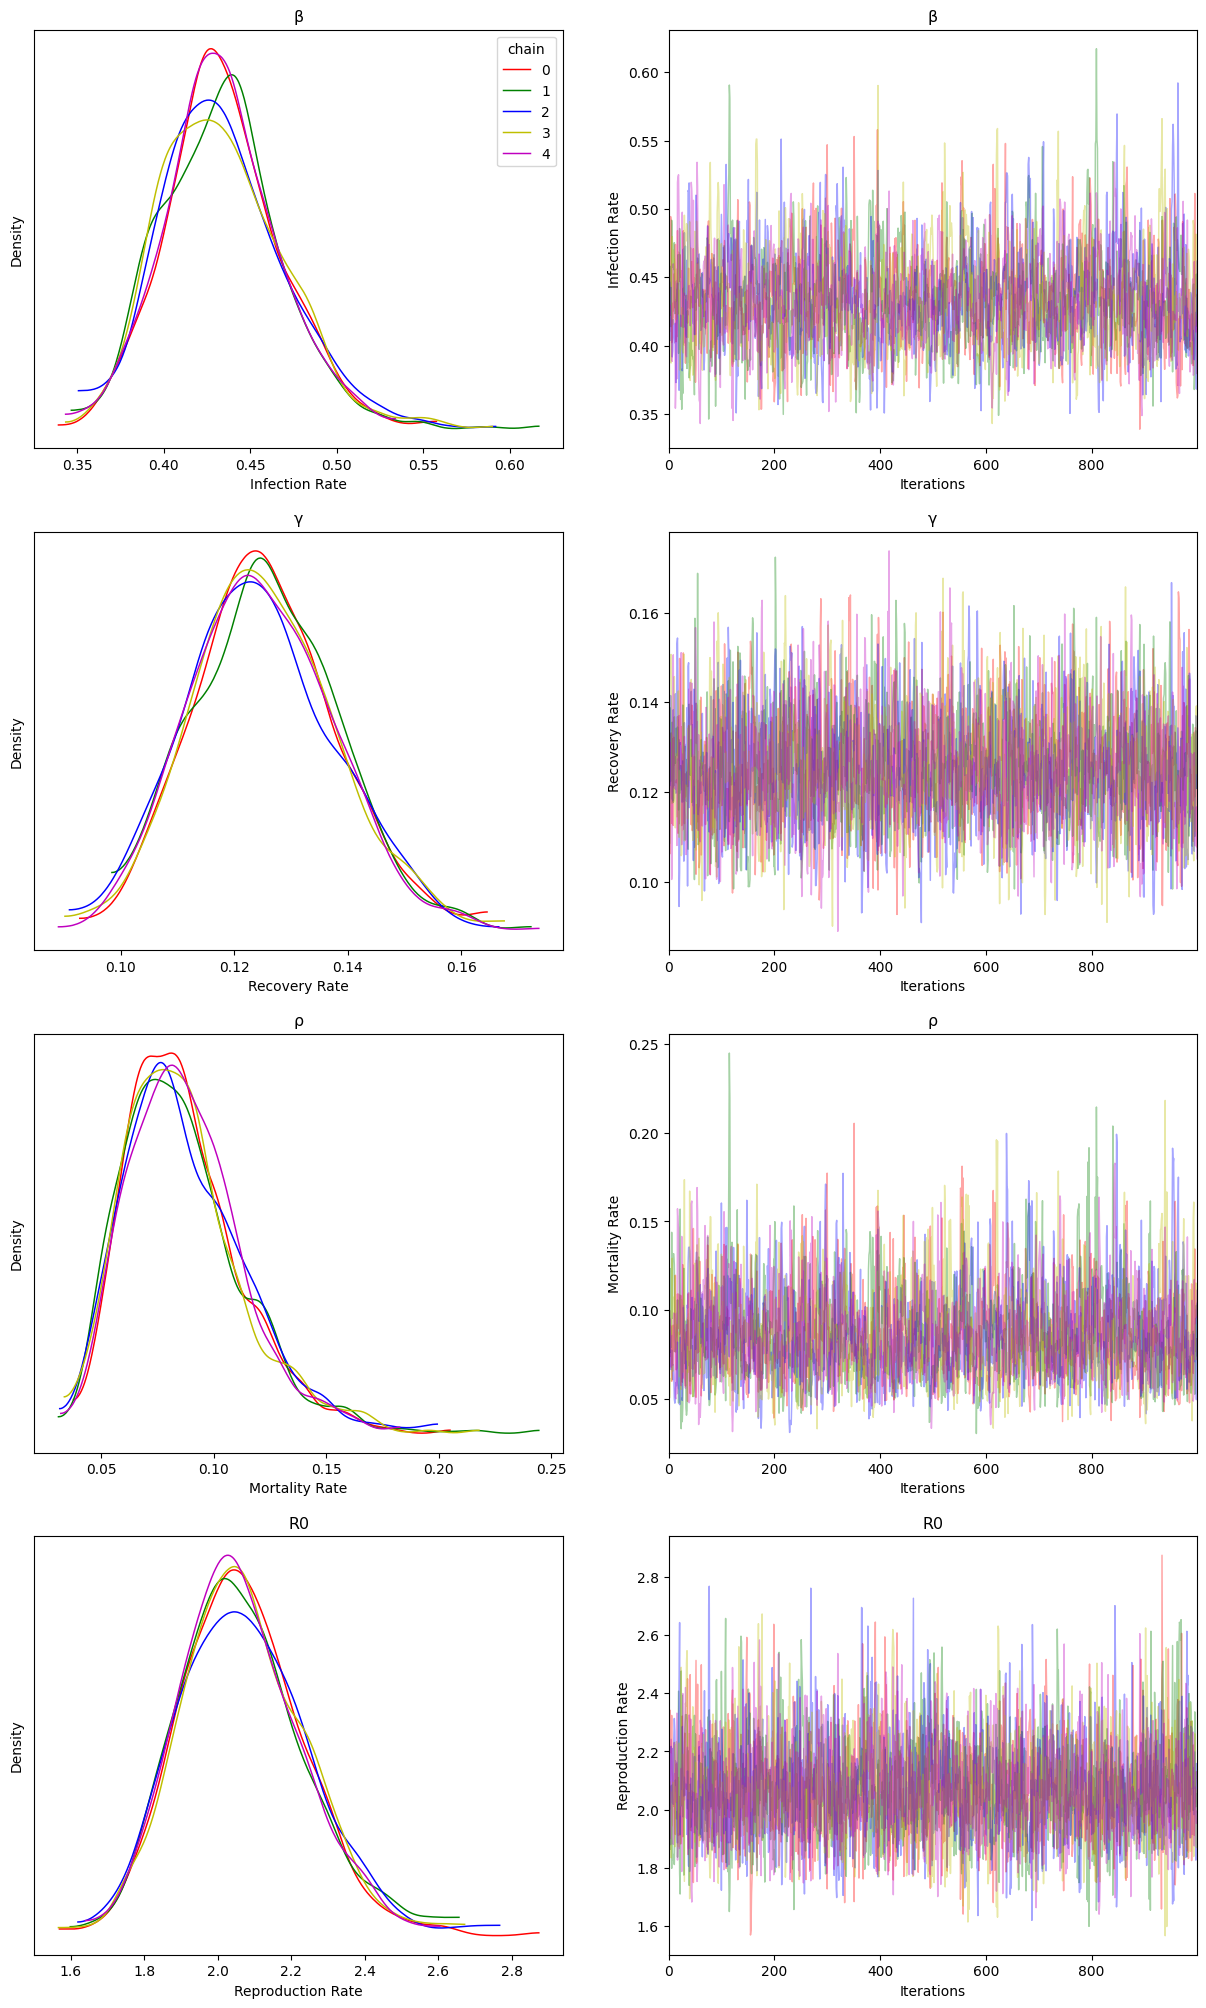 β
chain
0
1
2
3
4
Density
0.35 0.40 0.45 0.50 0.55 0.60
Infection Rate
β
Infection Rate
0.60
0.55
0.50
0.45
0.40
0.35
0 200 400 600 800
Iterations
γ
Density
0.10 0.12 0.14 0.16
Recovery Rate
γ
Recovery Rate
0.16
0.14
0.12
0.10
0 200 400 600 800
Iterations
ρ
Density
0.05 0.10 0.15 0.20 0.25
Mortality Rate
ρ
Mortality Rate
0.25
0.20
0.15
0.10
0.05
0 200 400 600 800
Iterations
R0
Density
1.6 1.8 2.0 2.2 2.4 2.6 2.8
Reproduction Rate
R0
Reproduction Rate
2.8
2.6
2.4
2.2
2.0
1.8
1.6
0 200 400 600 800
Iterations